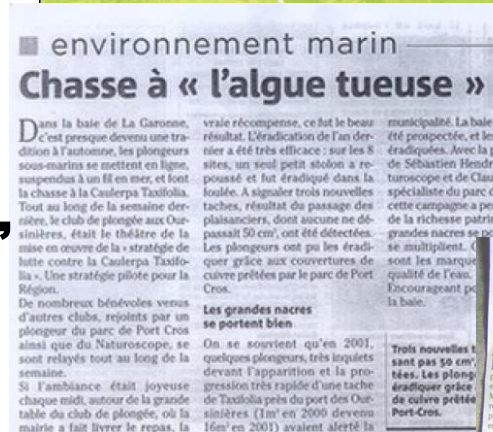 environnement marin
Chasse à « l'algue tueuse »
Dans la baie de La Garonne,
c'est presque devenu une tra-
dition à l'automne, les plongeurs
sous-marins se mettent en ligne,
suspendus à un fil en mer, et font
la chasse à la Caulerpa Taxifolia.
Tout au long de la semaine der-
nière, le club de plongée aux Our-
sinières, était le théâtre de la
mise en œuvre de la « stratégie de
lutte contre la Caulerpa Taxifo-
lia ». Une stratégie pilote pour la
Région.
De nombreux bénévoles venus
d'autres clubs, rejoints par un
plongeur du parc de Port Cros
ainsi que du Naturoscope, se
sont relayés tout au long de la
semaine.
Si l'ambiance était joyeuse
chaque midi, autour de la grande
table du club de plongée, où la
mairie a fait livrer le repas, la
vraie récompense, ce fut le beau
résultat. L'éradication de l'an der-
nier a été très efficace : sur les 8
sites, un seul petit stolon a re-
poussé et fut éradiqué dans la
foulée. A signaler trois nouvelles
taches, résultat du passage des
plaisanciers, dont aucune ne dé-
passait 50 cm², ont été détectées.
Les plongeurs ont pu les éradi-
quer grâce aux couvertures de
cuivre prêtées par le parc de Port
Cros.
Les grandes nacres
se portent bien
On se souvient qu'en 2001,
quelques plongeurs, très inquiets
devant l'apparition et la pro-
gression très rapide d'une tache
de Taxifolia près du port des Our-
sinières (1m² en 2000 devenu
16m² en 2001) avaient alerté la
municipalité. La baie
été prospectée, et les
éradiquées. Avec la
de Sébastien
turoscope et de
spécialiste du parc
cette campagne a
de la richesse
grandes nacres se
se multiplient.
sont les
qualité de l'eau.
Encourageant
la baie.
Trois nouvelles
sant pas 50 cm²
tées. Les
éradiquer grâce
de cuivre
Port-Cros.